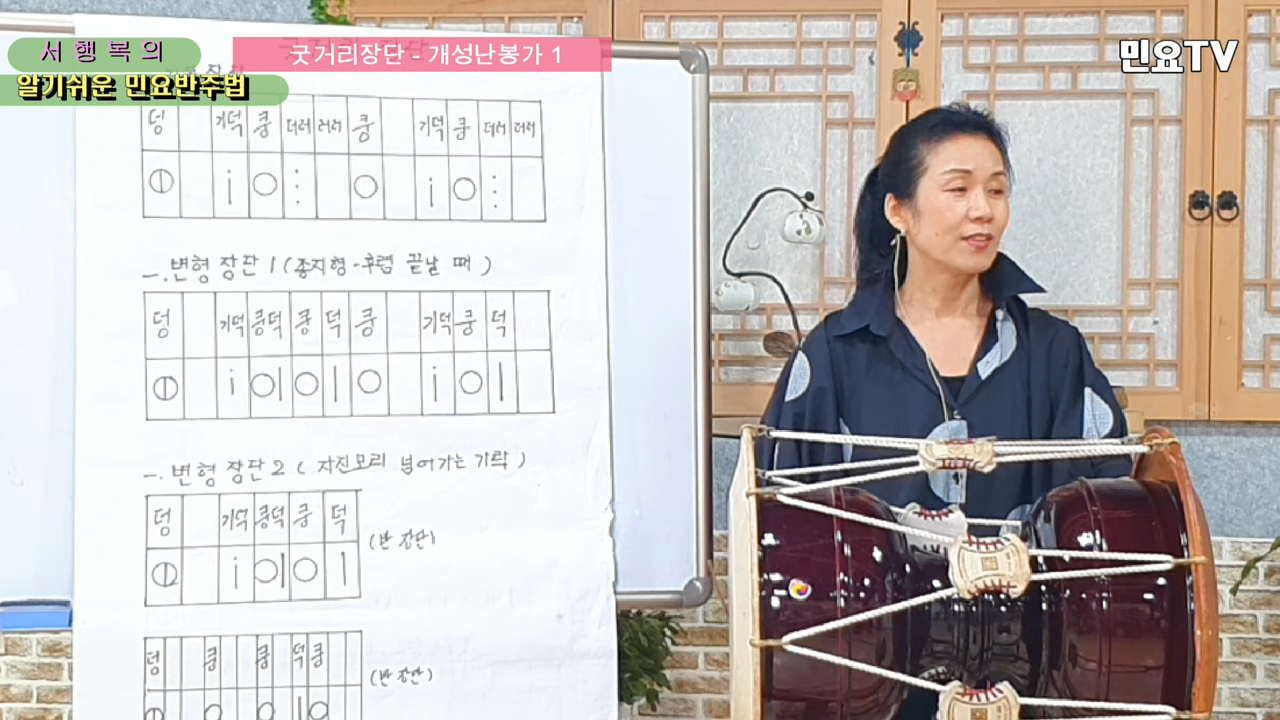 서행복의
굿거리장단 - 개성난봉가 1
민요TV
알기쉬운 민요반주법
덩 기덕 쿵 더러 러러 쿵 기덕 쿵 더러 러러
一. 변형 장단 1 (종지형-후렴 끝날 때)
덩 기덕 쿵덕 쿵 덕 쿵 기덕 쿵 덕
一. 변형 장단 2 (자진모리 넘어가는 가락)
덩 기덕 쿵덕 쿵 덕
(반 장단)
덩 쿵 쿵 덕 쿵
(반 장단)